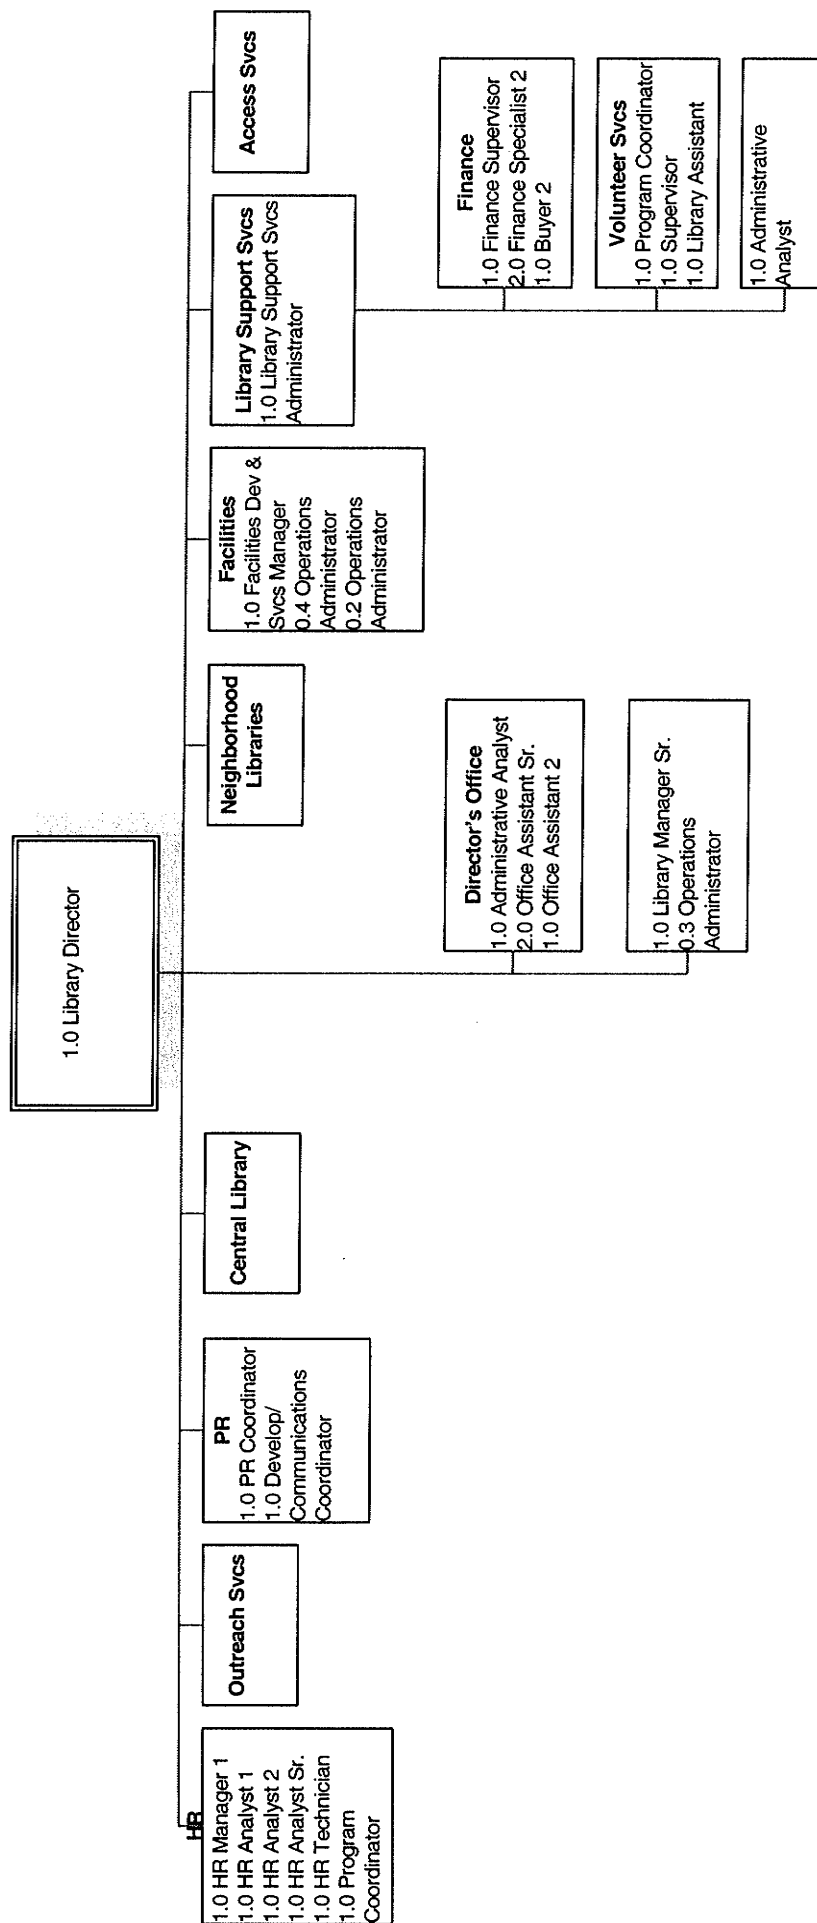 1.0 Library Director
HR
1.0 HR Manager 1
1.0 HR Analyst 1
1.0 HR Analyst 2
1.0 HR Analyst Sr.
1.0 HR Technician
1.0 Program
Coordinator
Outreach Svcs
PR
1.0 PR Coordinator
1.0 Develop/
Communications
Coordinator
Central Library
Neighborhood
Libraries
Facilities
1.0 Facilities Dev &
Svcs Manager
0.4 Operations
Administrator
0.2 Operations
Administrator
Library Support Svcs
1.0 Library Support Svcs
Administrator
Access Svcs
Director's Office
1.0 Administrative Analyst
2.0 Office Assistant Sr.
1.0 Office Assistant 2
1.0 Library Manager Sr.
0.3 Operations
Administrator
Finance
1.0 Finance Supervisor
2.0 Finance Specialist 2
1.0 Buyer 2
Volunteer Svcs
1.0 Program Coordinator
1.0 Supervisor
1.0 Library Assistant
1.0 Administrative
Analyst